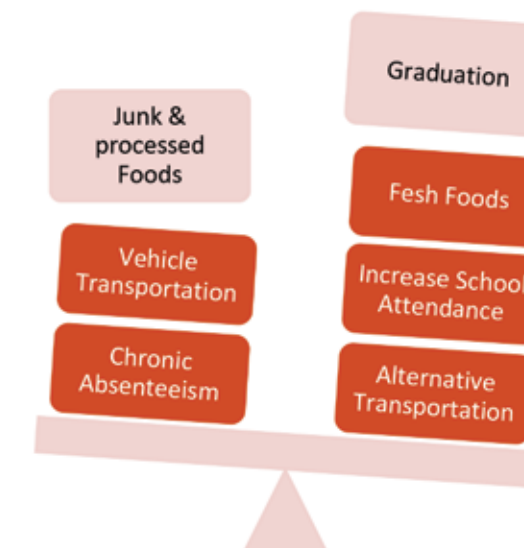 Junk &
processed
Foods
Vehicle
Transportation
Chronic
Absenteeism
Graduation
Fesh Foods
Increase School
Attendance
Alternative
Transportation